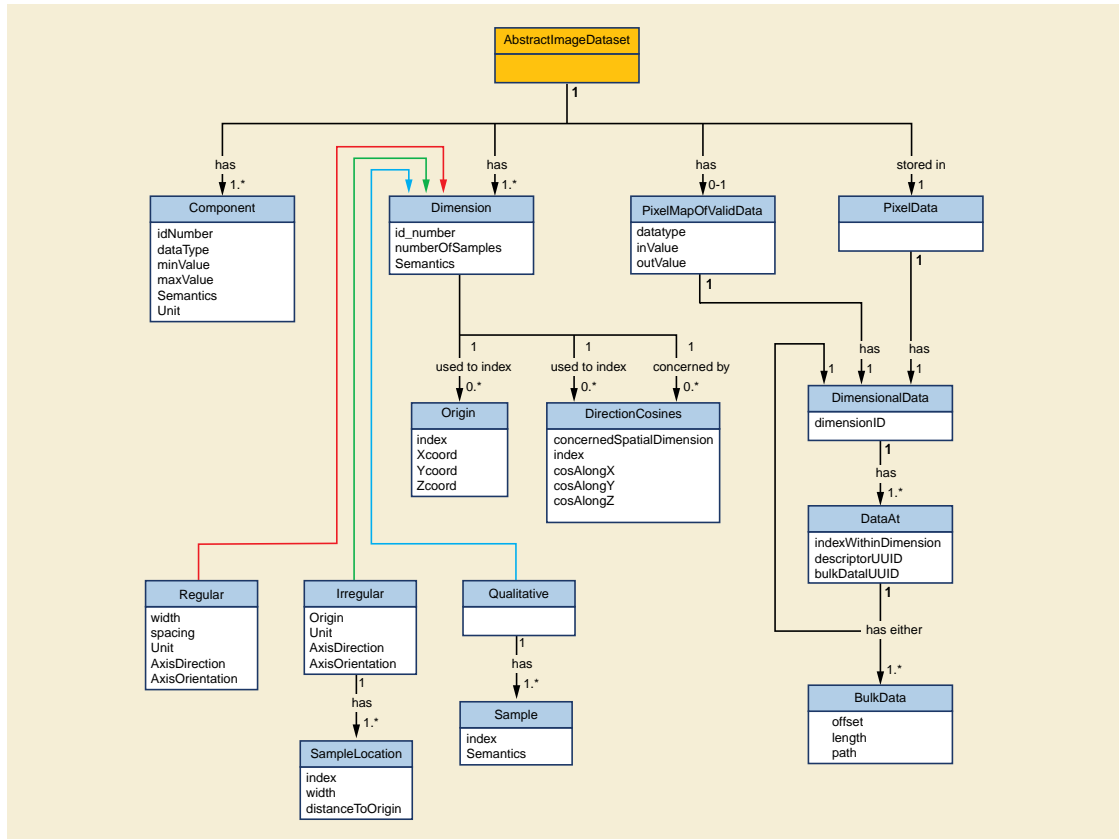 AbstractImageDataset
1
has
1.*
has
1.*
has
0-1
stored in
1
Component
idNumber
dataType
minValue
maxValue
Semantics
Unit
Dimension
id_number
numberOfSamples
Semantics
PixelMapOfValidData
datatype
inValue
outValue
PixelData
1
1
1
used to index
0.*
1
used to index
0.*
1
concerned by
0.*
has
1
has
1
1
Origin
index
Xcoord
Ycoord
Zcoord
DirectionCosines
concernedSpatialDimension
index
cosAlongX
cosAlongY
cosAlongZ
DimensionalData
dimensionID
1
has
1.*
DataAt
indexWithinDimension
descriptorUUID
bulkDatalUUID
1
has either
1.*
BulkData
offset
length
path
Regular
width
spacing
Unit
AxisDirection
AxisOrientation
Irregular
Origin
Unit
AxisDirection
AxisOrientation
1
has
1.*
SampleLocation
index
width
distanceToOrigin
Qualitative
1
has
1.*
Sample
index
Semantics